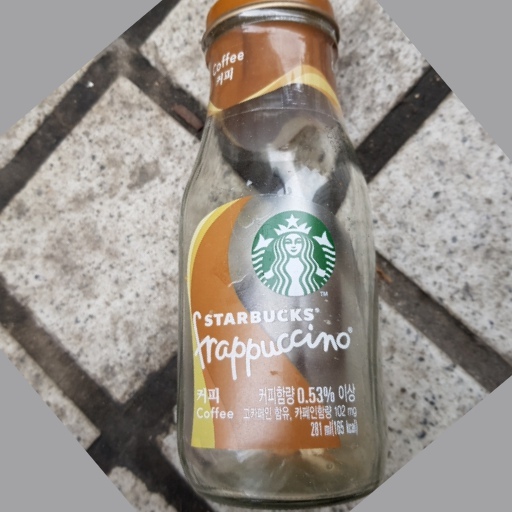 Coffee
커피
TM
STARBUCKS®
frappuccino®
커피 커피함량 0.53% 이상
Coffee 고카페인 함유, 카페인함량 102 mg
281 ml(165 kcal)